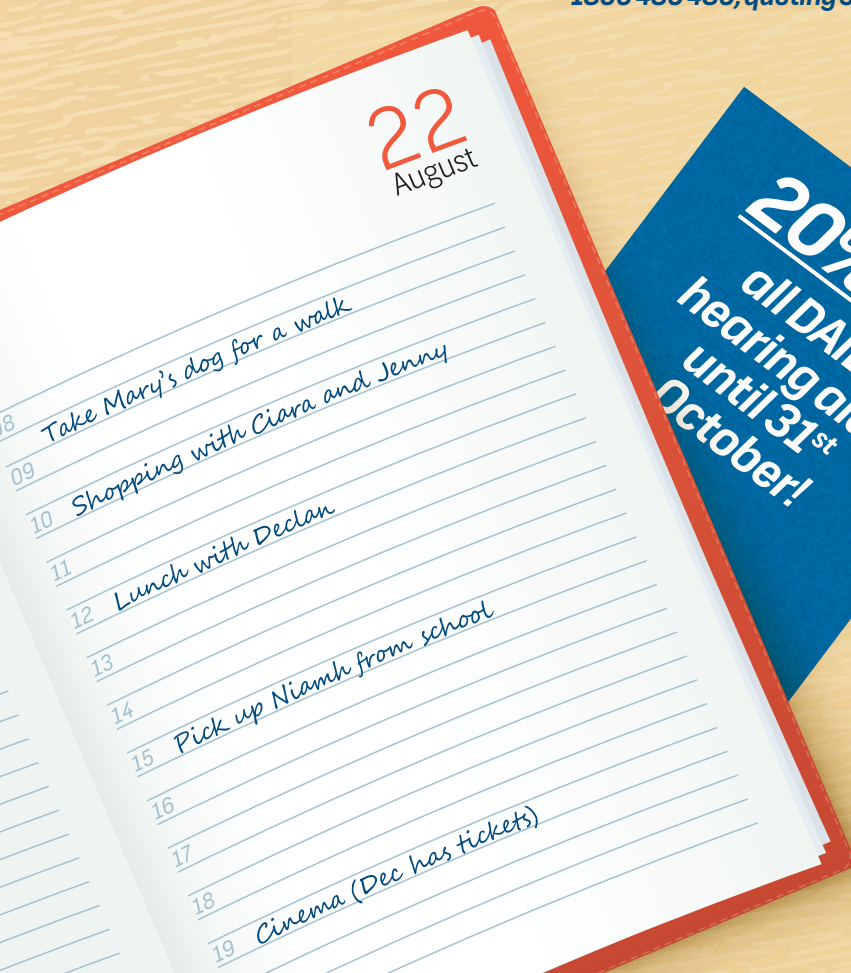 22
August
08
Take Mary's dog for a walk
09
10 Shopping with Ciara and Jenny
11
12 Lunch with Declan
13
14
15 Pick up Niamh from school
16
17
18
19 Cinema (Dec has tickets)
20%
all
hearing
until 31st
October!